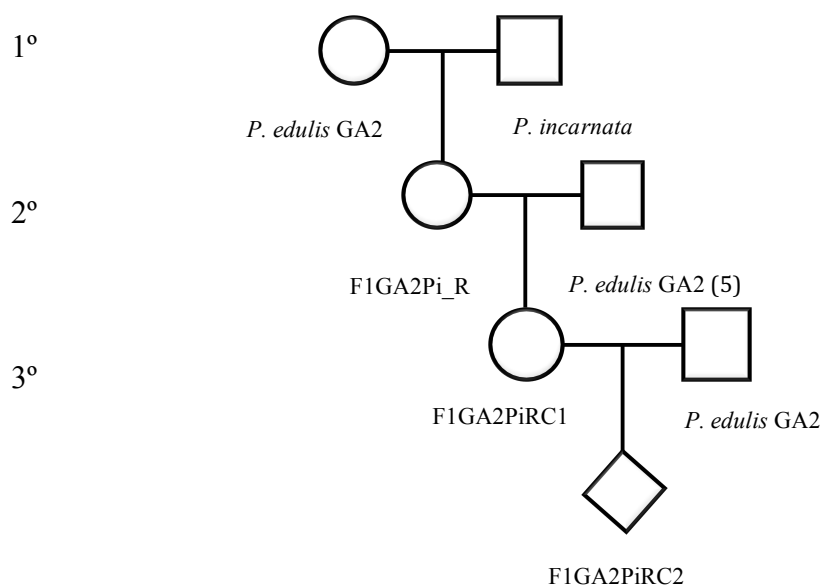 1º
P. edulis GA2 P. incarnata
2º
F1GA2Pi_R P. edulis GA2 (5)
3º
F1GA2PiRC1 P. edulis GA2
F1GA2PiRC2